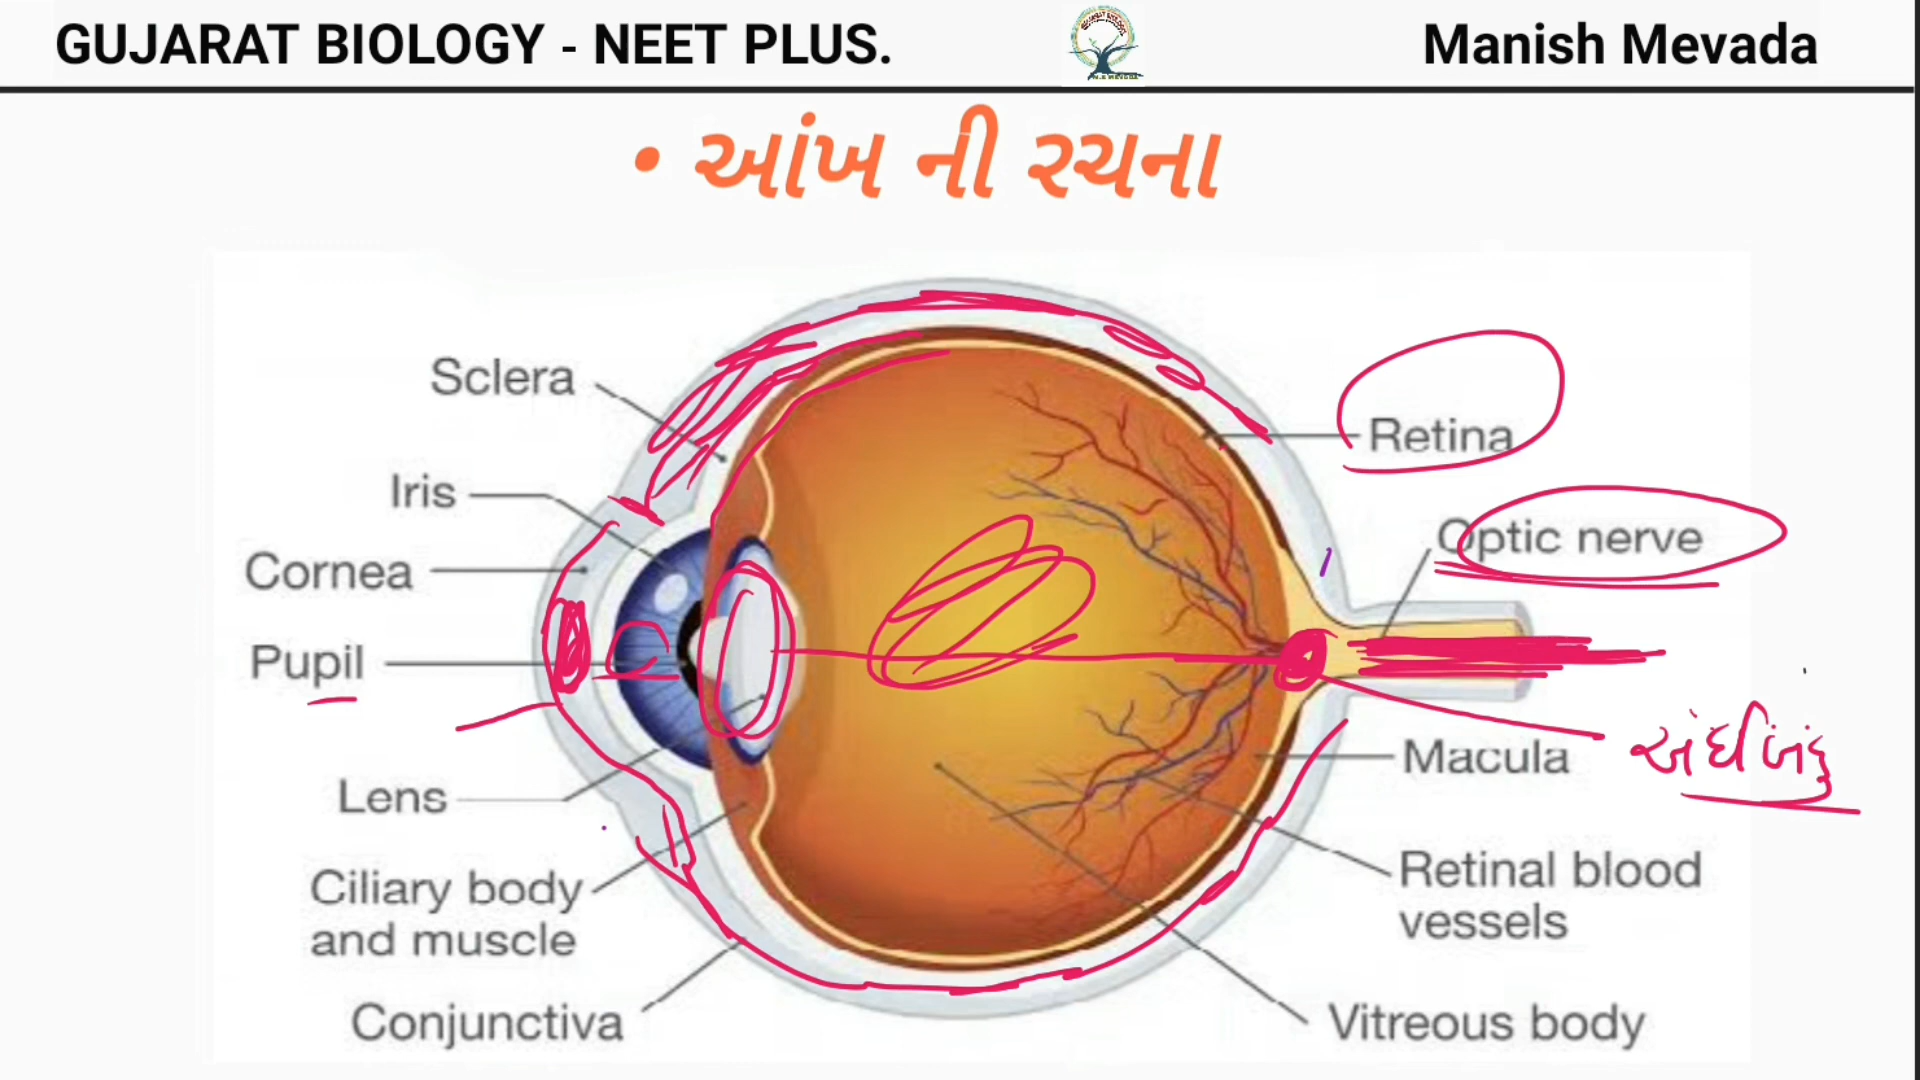 GUJARAT BIOLOGY - NEET PLUS.
Manish Mevada
• આંખ ની રચના
Sclera
Iris
Cornea
Pupil
Lens
Ciliary body
and muscle
Conjunctiva
Retina
Optic nerve
Macula
અંધબિંદુ
Retinal blood
vessels
Vitreous body